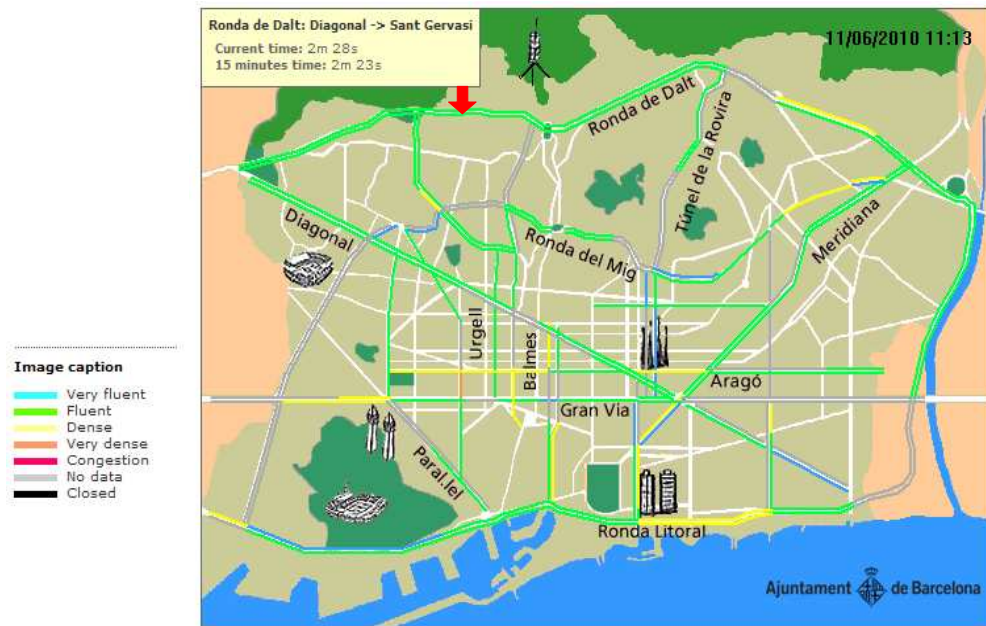 Ronda de Dalt: Diagonal -> Sant Gervasi
Current time: 2m 28s
15 minutes time: 2m 23s
11/06/2010 11:13
Ronda de Dalt
Túnel de la Rovira
Diagonal
Ronda del Mig
Meridiana
Urgell
Balmes
Aragó
Gran Via
Paral.lel
Ronda Litoral
Ajuntament de Barcelona
Image caption
Very fluent
Fluent
Dense
Very dense
Congestion
No data
Closed